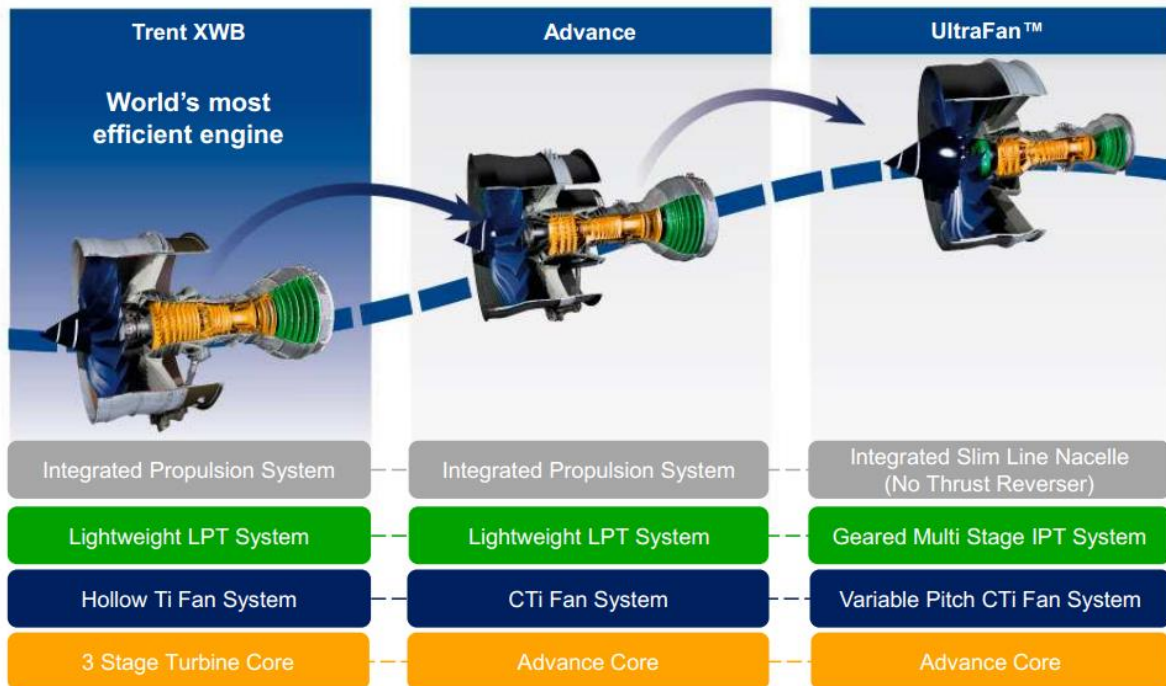 Trent XWB
Advance
UltraFan™
World's most
efficient engine
Integrated Propulsion System
Integrated Propulsion System
Integrated Slim Line Nacelle
(No Thrust Reverser)
Lightweight LPT System
Lightweight LPT System
Geared Multi Stage IPT System
Hollow Ti Fan System
CTi Fan System
Variable Pitch CTi Fan System
3 Stage Turbine Core
Advance Core
Advance Core